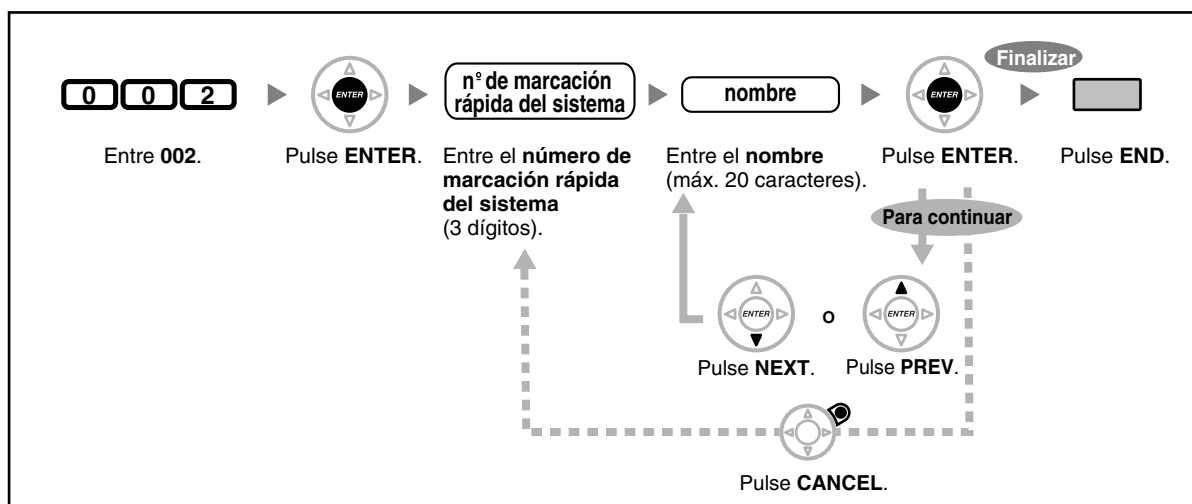 Finalizar
0 0 2
ENTER
nº de marcación
rápida del sistema
nombre
ENTER
Entre 002.
Pulse ENTER.
Entre el número de
marcación rápida
del sistema
(3 dígitos).
Entre el nombre
(máx. 20 caracteres).
Pulse ENTER.
Pulse END.
Para continuar
ENTER
o
ENTER
Pulse NEXT.
Pulse PREV.
Pulse CANCEL.